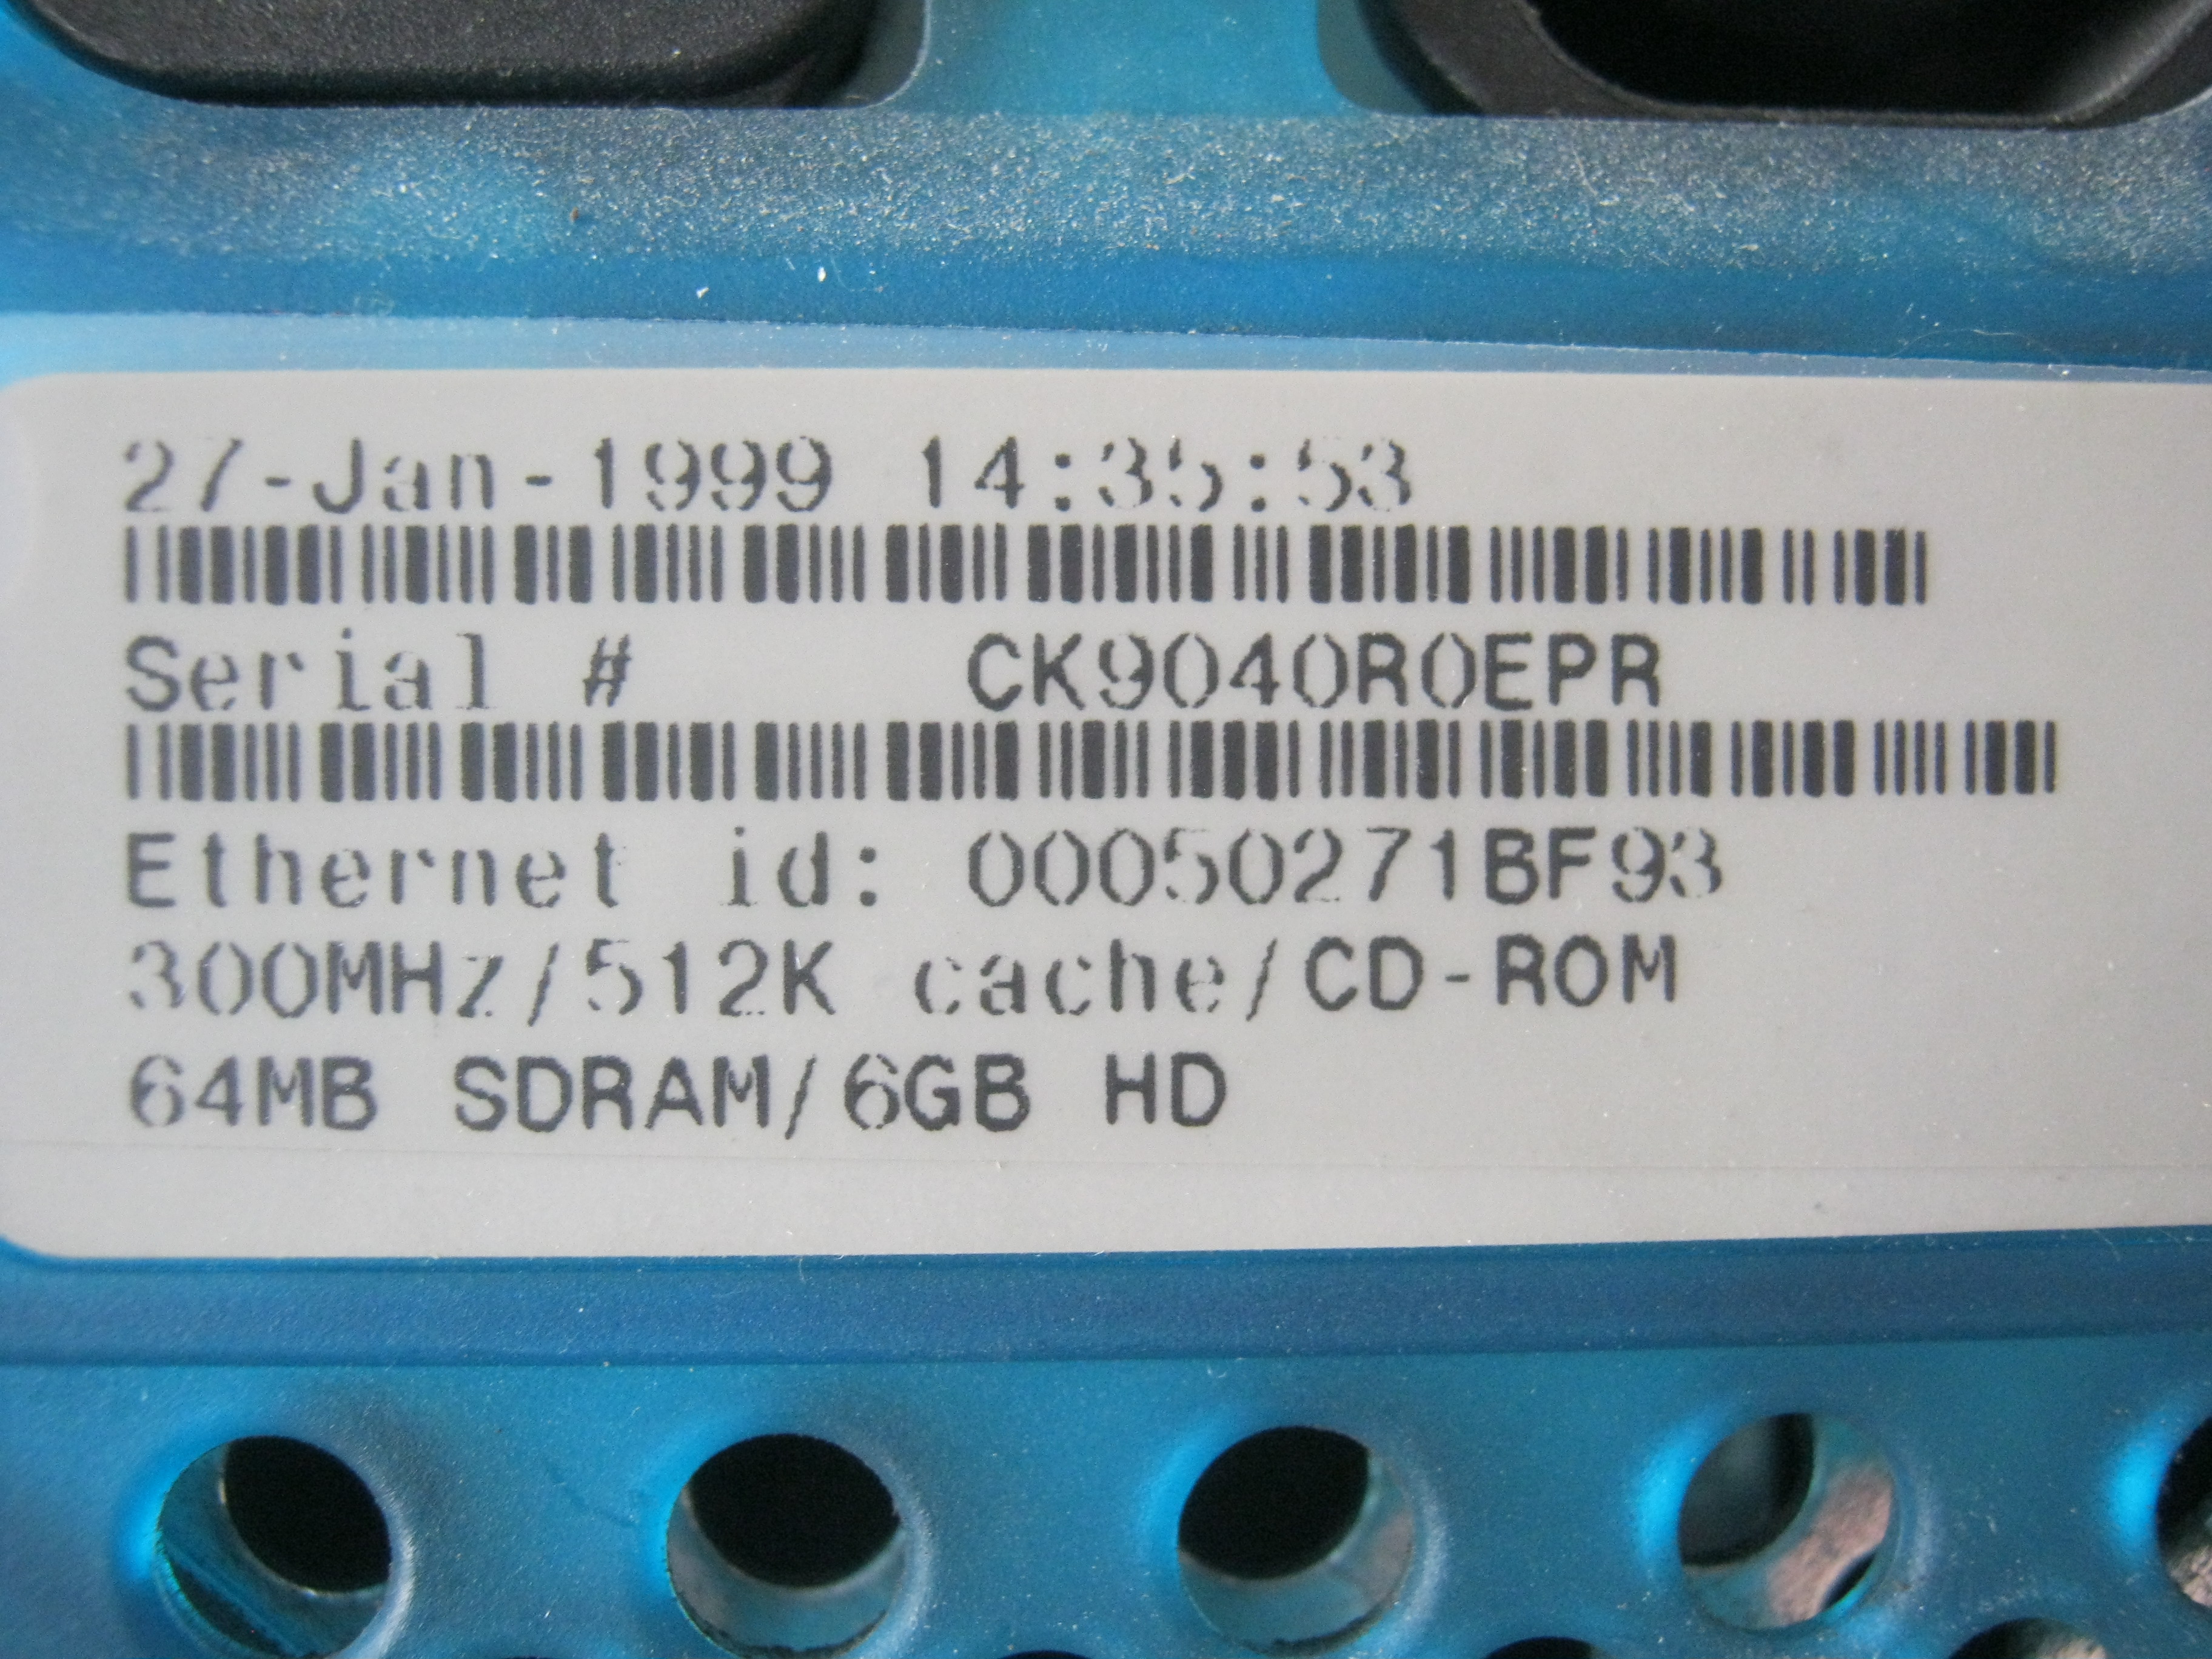 27-Jan-1999 14:35:53
Serial # CK9040R0EPR
Ethernet id: 00050271BF93
300MHz/512K cache/CD-ROM
64MB SDRAM/6GB HD